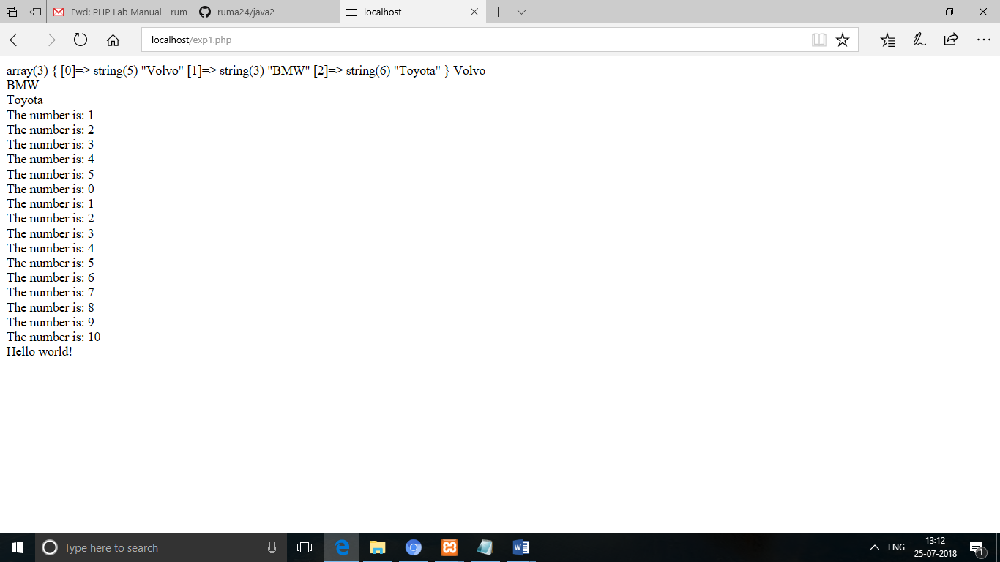 Fwd: PHP Lab Manual - rum
ruma24/java2
localhost
localhost/exp1.php
array(3) { [0]=> string(5) "Volvo" [1]=> string(3) "BMW" [2]=> string(6) "Toyota" } Volvo
BMW
Toyota
The number is: 1
The number is: 2
The number is: 3
The number is: 4
The number is: 5
The number is: 0
The number is: 1
The number is: 2
The number is: 3
The number is: 4
The number is: 5
The number is: 6
The number is: 7
The number is: 8
The number is: 9
The number is: 10
Hello world!
Type here to search
ENG
13:12
25-07-2018
1